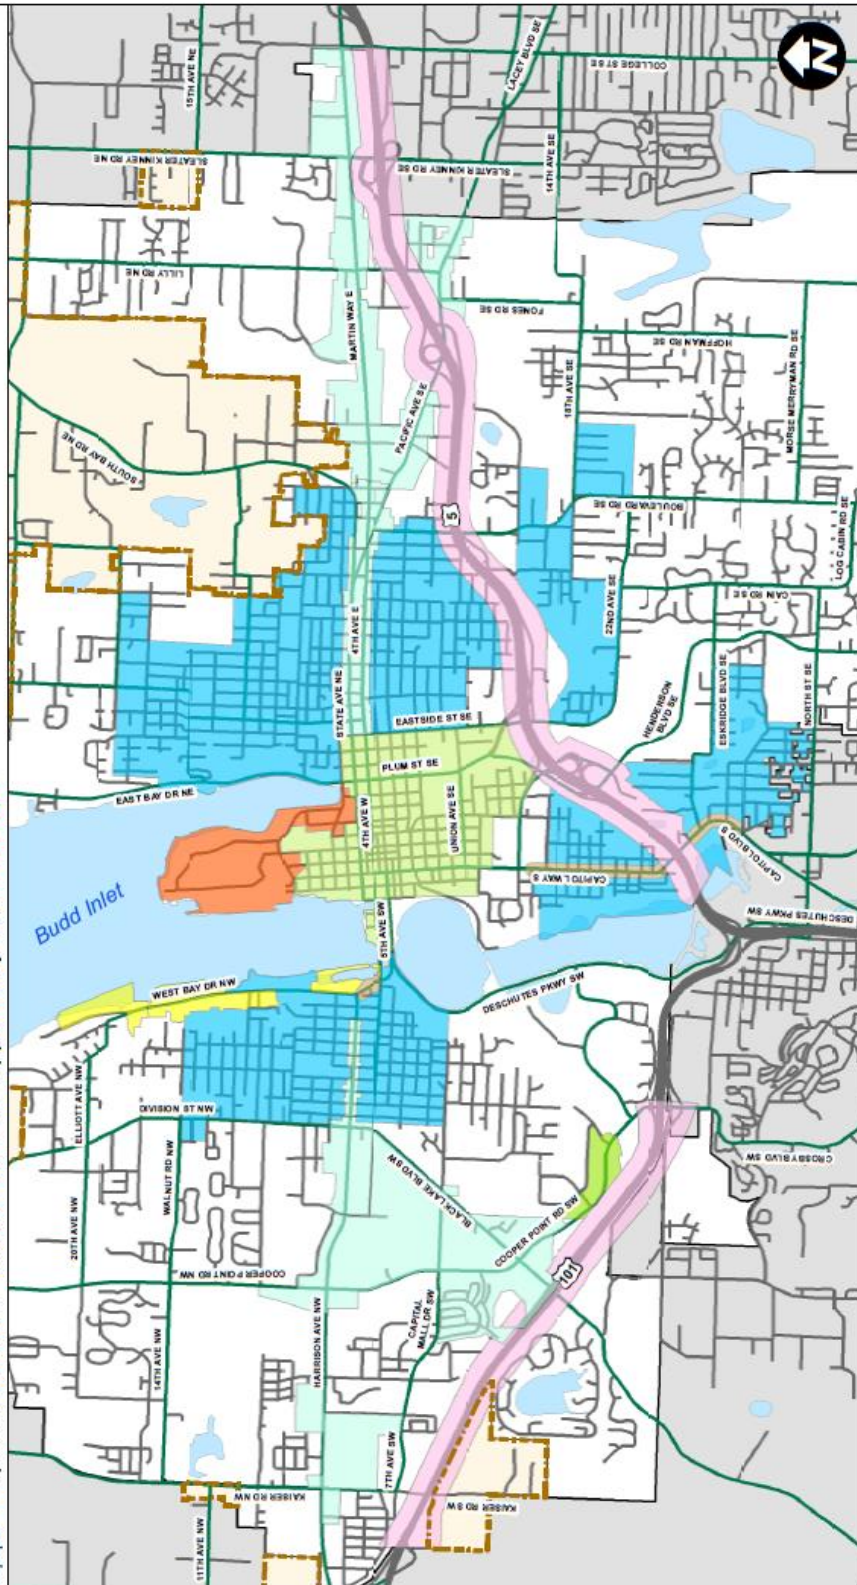 N
COLLEGE ST SE
LACEY BLVD SE
15TH AVE NE
SLEATER KINNEY RD NE
SLEATER KINNEY RD SE
14TH AVE SE
LILLY RD NE
MARTIN WAY E
FONES RD SE
HOFFMAN RD SE
18TH AVE SE
MORSE MERRYMAN RD SE
PACIFIC AVE SE
SOUTH BAY RD NE
5
BOULEVARD RD SE
LOG CABIN RD SE
CAIN RD SE
22ND AVE SE
4TH AVE E
STATE AVE NE
EASTSIDE ST SE
HENDERSON
BLVD SE
ESKRIDGE BLVD SE
NORTH ST SE
PLUM ST SE
EAST BAY DR NE
4TH AVE W
UNION AVE SE
CAPITOL WAY S
CAPITOL BLVD S
DESCHUTES PKWY SW
Budd Inlet
5TH AVE SW
WEST BAY DR NW
DESCHUTES PKWY SW
ELLIOTT AVE NW
DIVISION ST NW
WALNUT RD NW
20TH AVE NW
BLACK LAKE BLVD SW
COOPER POINT RD SW
CROSBY BLVD SW
COOPER POINT RD NW
101
CAPITAL
MALL DR SW
HARRISON AVE NW
14TH AVE NW
7TH AVE SW
KAISER RD NW
KAISER RD SW
11TH AVE NW